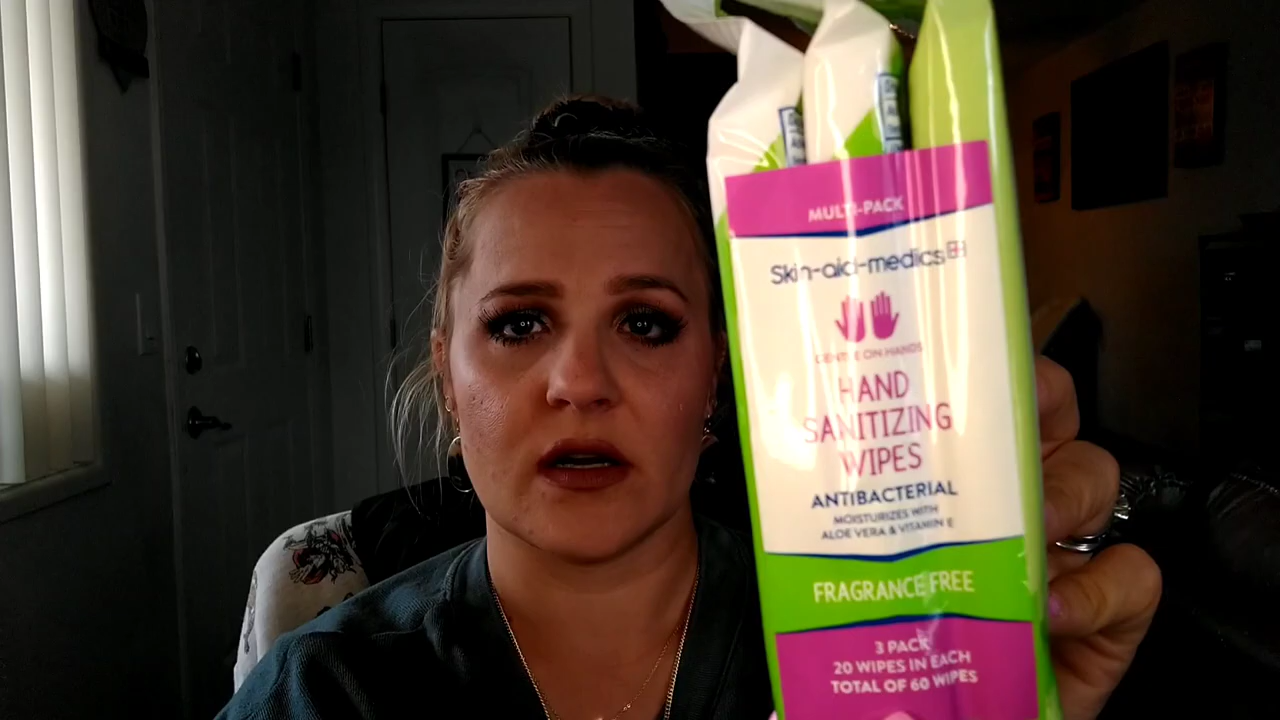 MULTI-PACK
Skin-aid-medics
GENTLE ON HANDS
HAND
SANITIZING
WIPES
ANTIBACTERIAL
MOISTURIZES WITH
ALOE VERA & VITAMIN E
FRAGRANCE FREE
3 PACK
20 WIPES IN EACH
TOTAL OF 60 WIPES